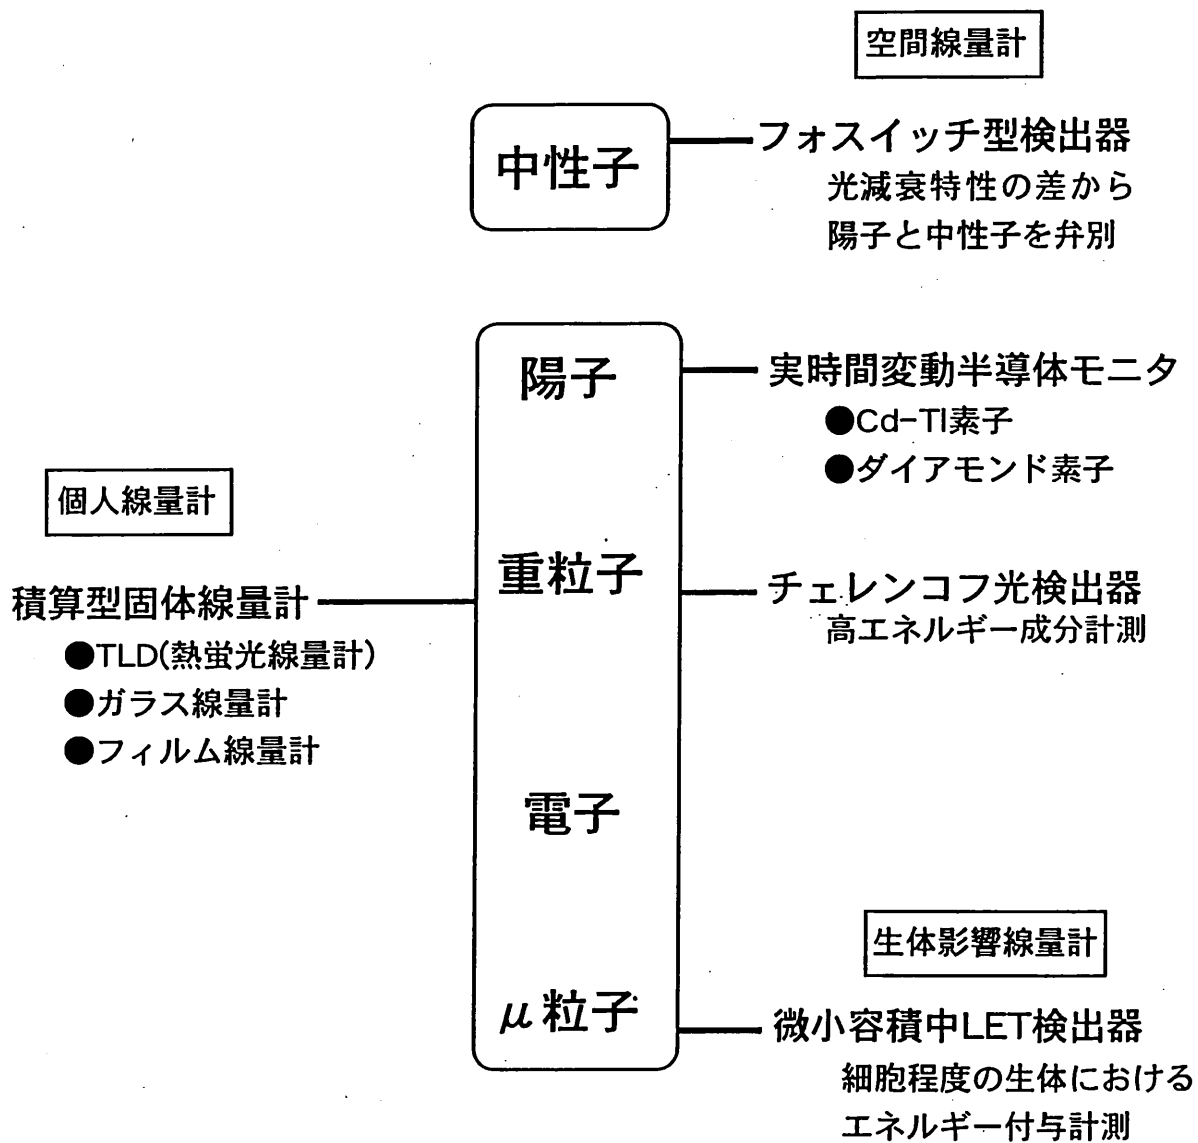 空間線量計
中性子
フォスイッチ型検出器
光減衰特性の差から
陽子と中性子を弁別
陽子
実時間変動半導体モニタ
●Cd-Tl素子
●ダイアモンド素子
個人線量計
積算型固体線量計
●TLD(熱蛍光線量計)
●ガラス線量計
●フィルム線量計
重粒子
チェレンコフ光検出器
高エネルギー成分計測
電子
μ粒子
生体影響線量計
微小容積中LET検出器
細胞程度の生体における
エネルギー付与計測